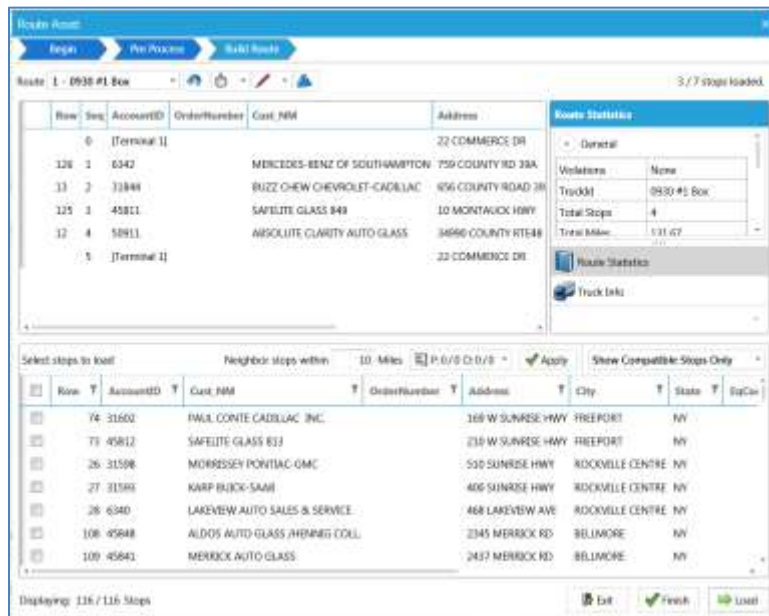 Route Assist
Begin Pre Process Build Route
Route 1 - 0930 #1 Box 3 / 7 stops loaded.
Row Seq AccountID OrderNumber Cust_NM Address
0 [Terminal 1] 22 COMMERCE DR
126 1 6342 MERCEDES-BENZ OF SOUTHAMPTON 759 COUNTY RD 39A
13 2 31844 BUZZ CHEW CHEVROLET-CADILLAC 656 COUNTY ROAD 39
125 3 45811 SAFELITE GLASS 849 10 MONTAUCK HWY
12 4 50911 ABSOLUTE CLARITY AUTO GLASS 34990 COUNTY RTE48
5 [Terminal 1] 22 COMMERCE DR
Route Statistics
General
Violations None
TruckId 0930 #1 Box
Total Stops 4
Total Miles 131.67
Route Statistics
Truck Info
Select stops to load Neighbor stops within 10 Miles P:0/0 D:0/0 Apply Show Compatible Stops Only
Row AccountID Cust_NM OrderNumber Address City State EqCo
74 31602 PAUL CONTE CADILLAC INC. 169 W SUNRISE HWY FREEPORT NY
73 45812 SAFELITE GLASS 833 210 W SUNRISE HWY FREEPORT NY
26 31598 MORRISSEY PONTIAC-GMC 510 SUNRISE HWY ROCKVILLE CENTRE NY
27 31593 KARP BUICK-SAAB 400 SUNRISE HWY ROCKVILLE CENTRE NY
28 6340 LAKEVIEW AUTO SALES & SERVICE 468 LAKEVIEW AVE ROCKVILLE CENTRE NY
108 45848 ALDOS AUTO GLASS /HENNIG COLL. 2345 MERRICK RD BELLMORE NY
109 45841 MERRICK AUTO GLASS 2437 MERRICK RD BELLMORE NY
Displaying: 116 / 116 Stops Exit Finish Load